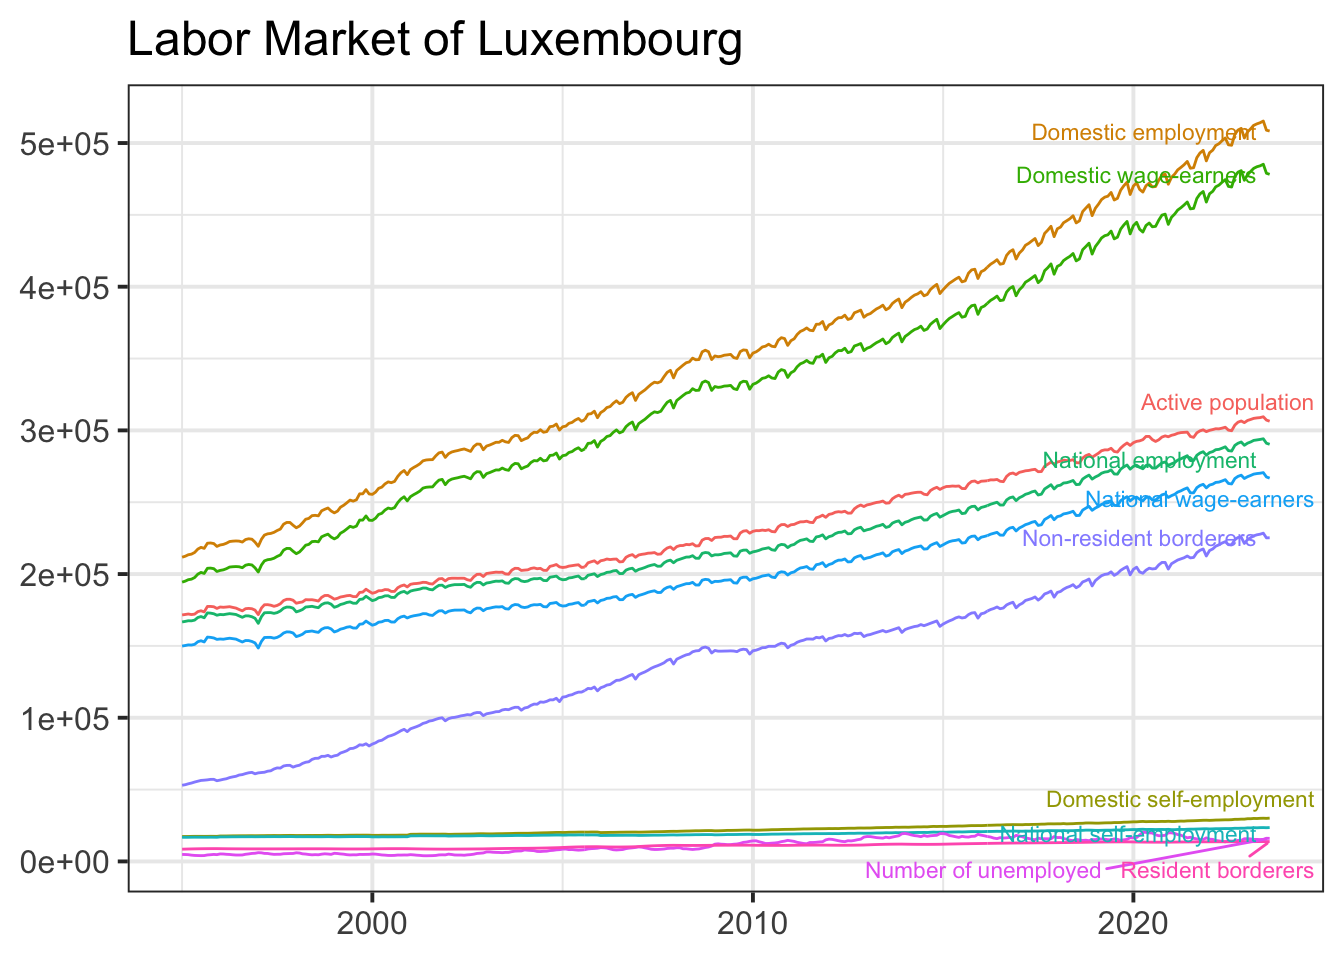 Labor Market of Luxembourg
5e+05
4e+05
3e+05
2e+05
1e+05
0e+00
Domestic employment
Domestic wage-earners
Active population
National employment
National wage-earners
Non-resident borderers
Domestic self-employment
National self-employment
Number of unemployed
Resident borderers
2000
2010
2020